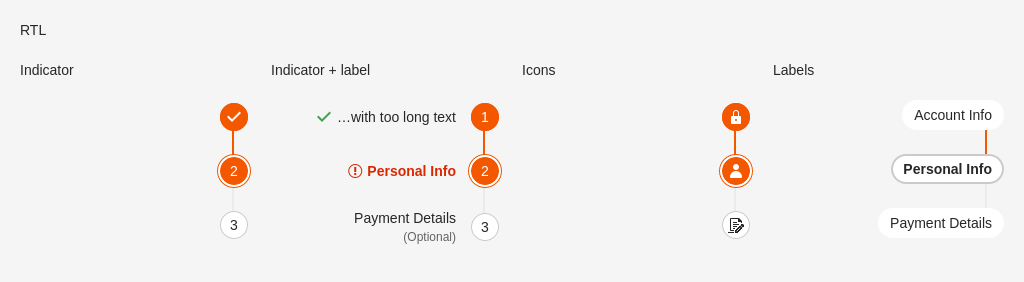 RTL
Indicator
Indicator + label
Icons
Labels
2
3
…with too long text
1
Personal Info
2
Payment Details
(Optional)
3
Account Info
Personal Info
Payment Details